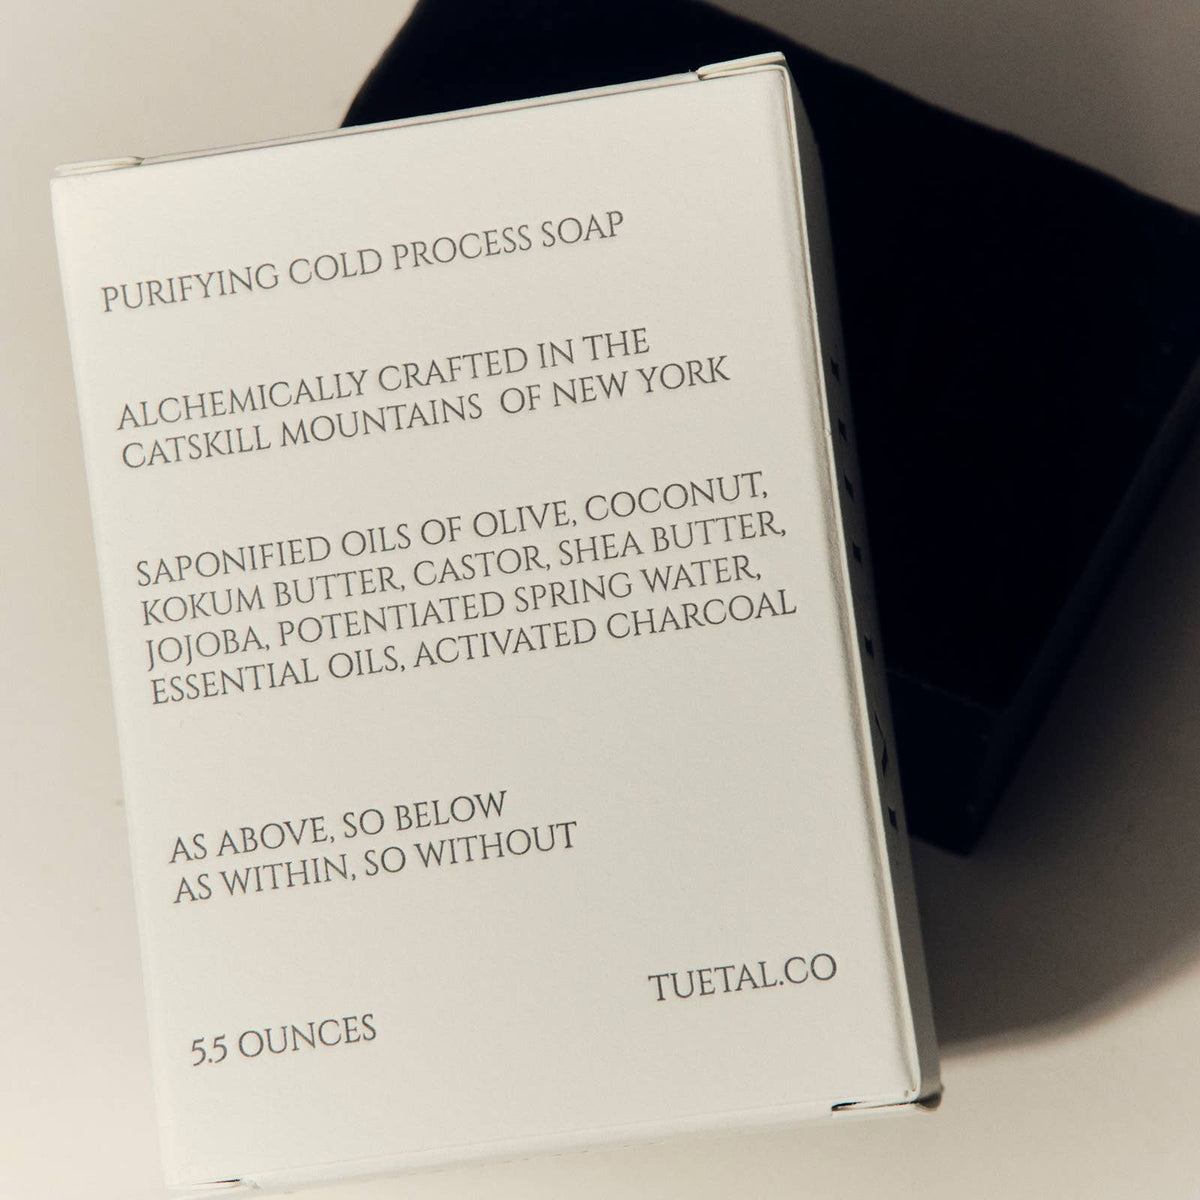 PURIFYING COLD PROCESS SOAP
ALCHEMICALLY CRAFTED IN THE
CATSKILL MOUNTAINS OF NEW YORK
SAPONIFIED OILS OF OLIVE, COCONUT,
KOKUM BUTTER, CASTOR, SHEA BUTTER,
JOJOBA, POTENTIATED SPRING WATER,
ESSENTIAL OILS, ACTIVATED CHARCOAL
AS ABOVE, SO BELOW
AS WITHIN, SO WITHOUT
TUETAL.CO
5.5 OUNCES